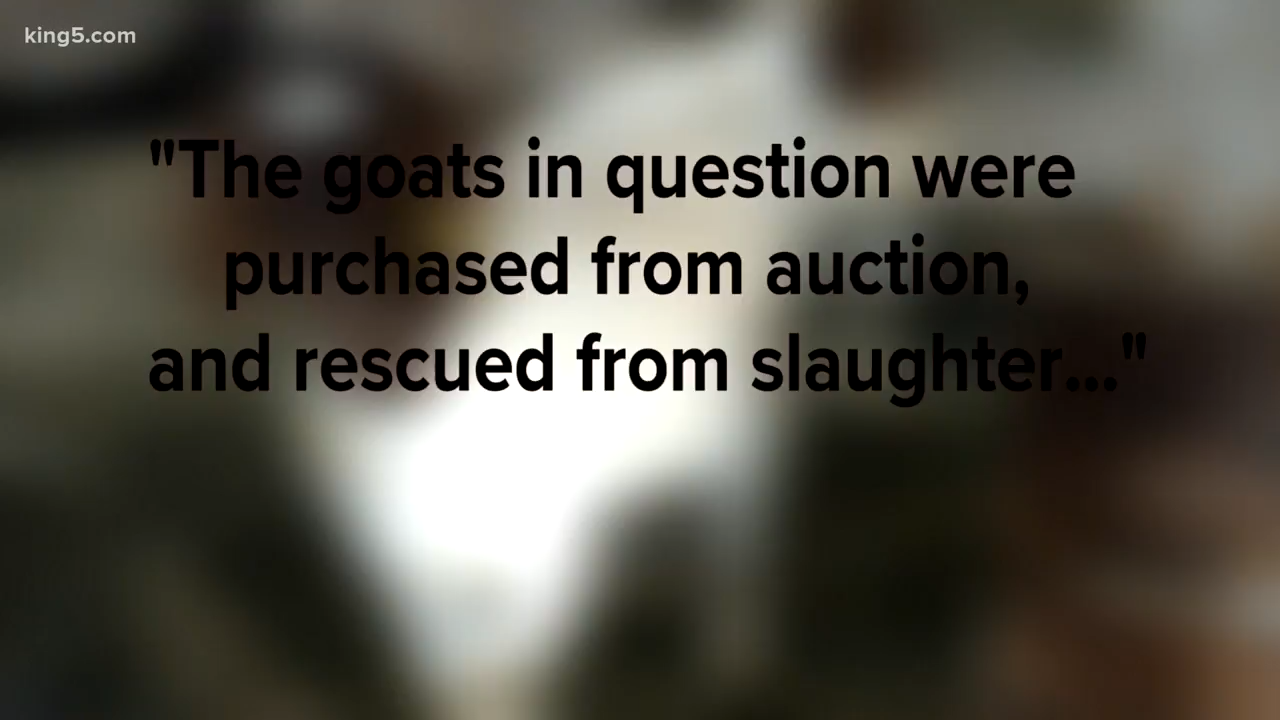 king5.com
"The goats in question were
purchased from auction,
and rescued from slaughter..."